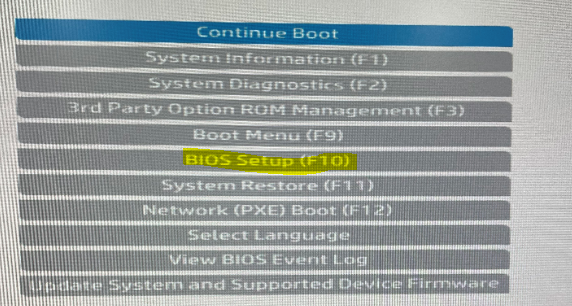 Continue Boot
System Information (F1)
System Diagnostics (F2)
3rd Party Option ROM Management (F3)
Boot Menu (F9)
BIOS Setup (F10)
System Restore (F11)
Network (PXE) Boot (F12)
Select Language
View BIOS Event Log
Update System and Supported Device Firmware